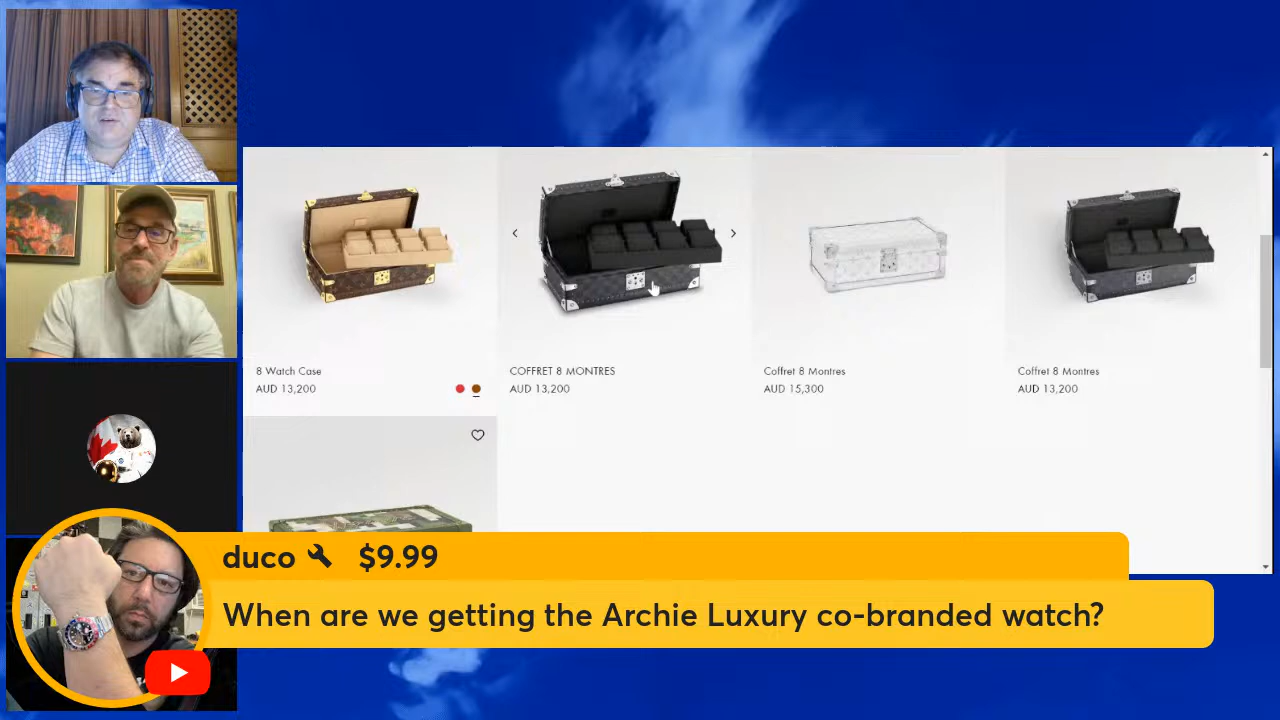 8 Watch Case
AUD 13,200
COFFRET 8 MONTRES
AUD 13,200
Coffret 8 Montres
AUD 15,300
Coffret 8 Montres
AUD 13,200
duco $9.99
When are we getting the Archie Luxury co-branded watch?